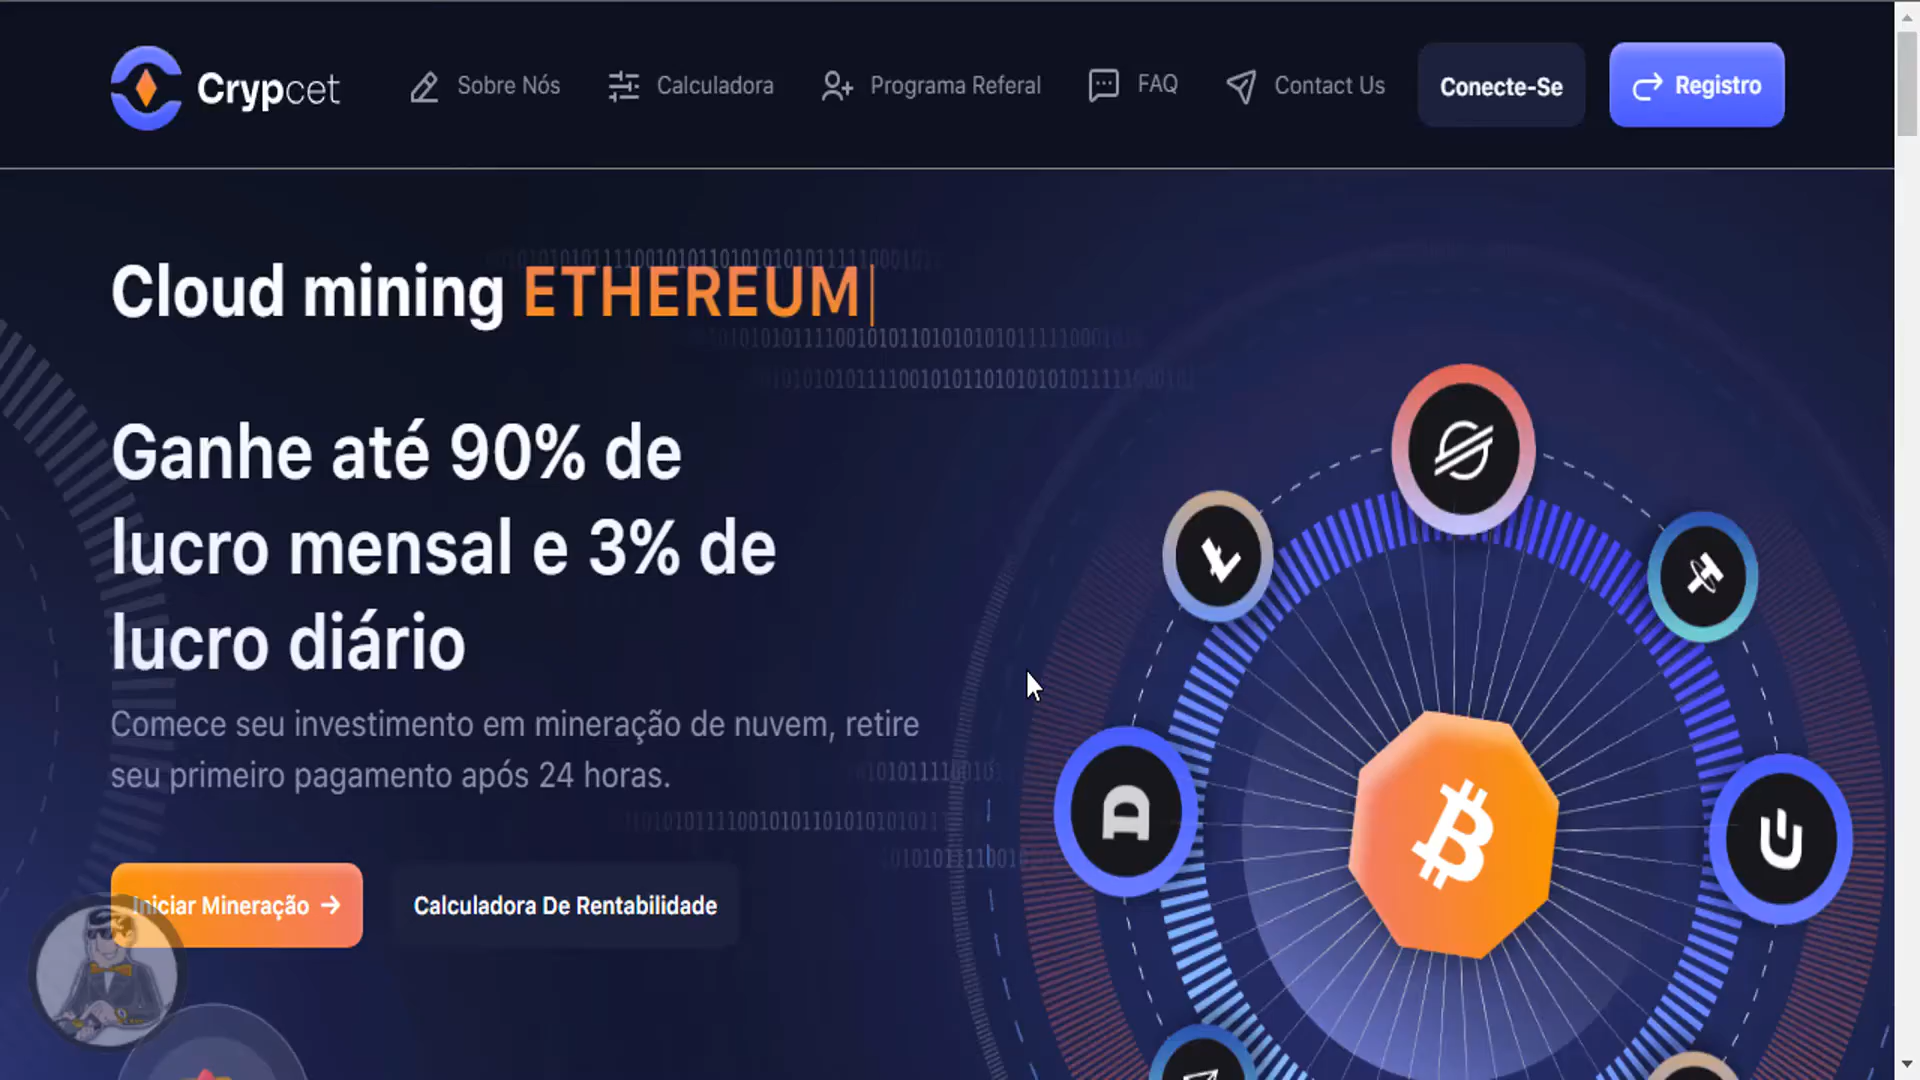 Crypcet
Sobre Nós
Calculadora
Programa Referal
FAQ
Contact Us
Conecte-Se
Registro
Cloud mining ETHEREUM
Ganhe até 90% de
lucro mensal e 3% de
lucro diário
Comece seu investimento em mineração de nuvem, retire
seu primeiro pagamento após 24 horas.
Iniciar Mineração
Calculadora De Rentabilidade